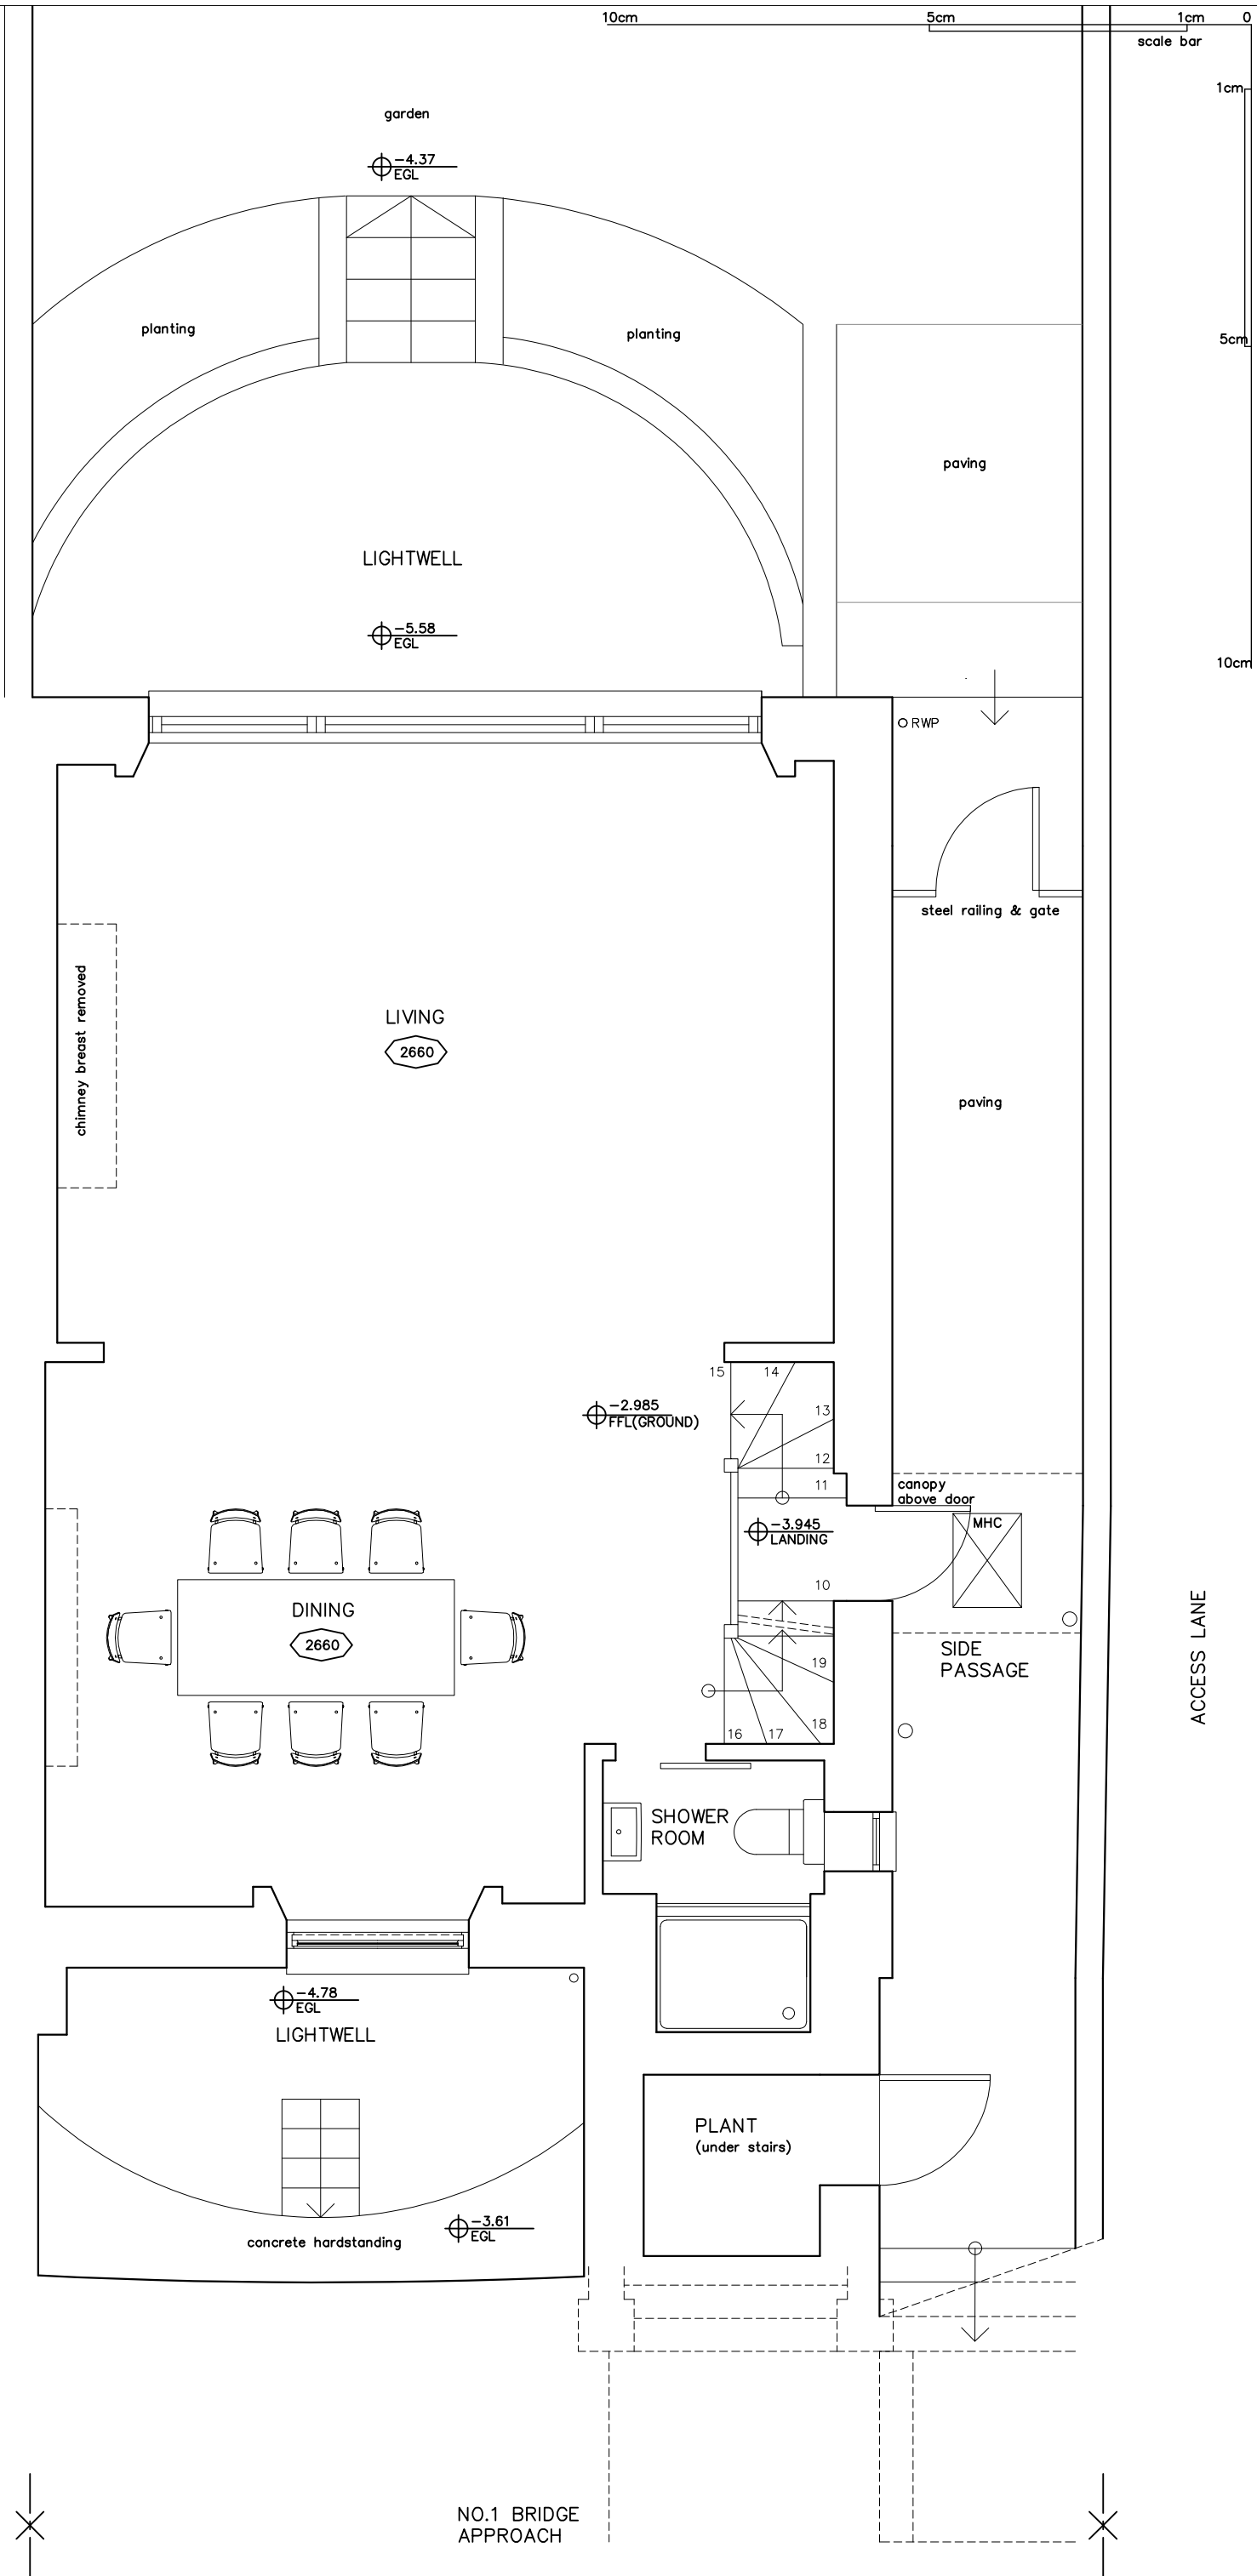 10cm 5cm 1cm 0
scale bar
1cm
5cm
10cm
garden
-4.37
EGL
planting
planting
paving
LIGHTWELL
-5.58
EGL
RWP
steel railing & gate
chimney breast removed
LIVING
2660
paving
15 14
13
12
11
-2.985
FFL(GROUND)
canopy
above door
-3.945
LANDING
MHC
10
DINING
2660
SIDE
PASSAGE
ACCESS LANE
19
18
16 17
SHOWER
ROOM
-4.78
EGL
LIGHTWELL
PLANT
(under stairs)
-3.61
EGL
concrete hardstanding
NO.1 BRIDGE
APPROACH